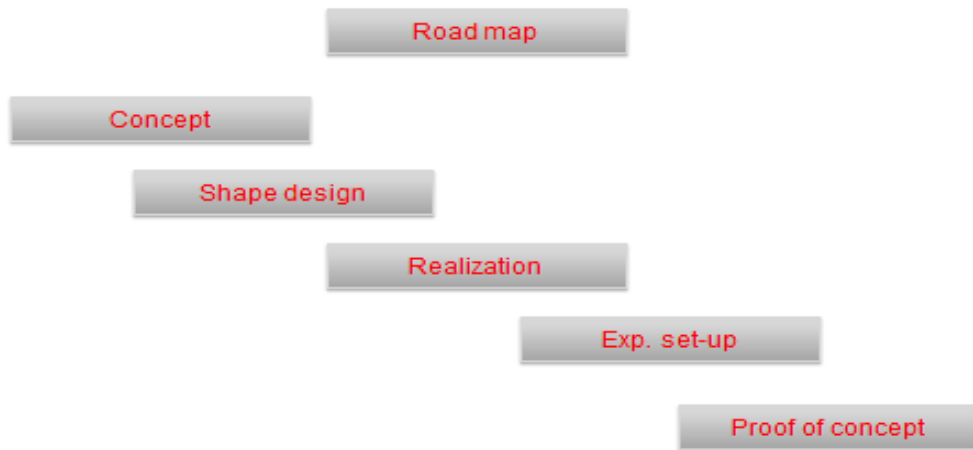 Road map
Concept
Shape design
Realization
Exp. set-up
Proof of concept